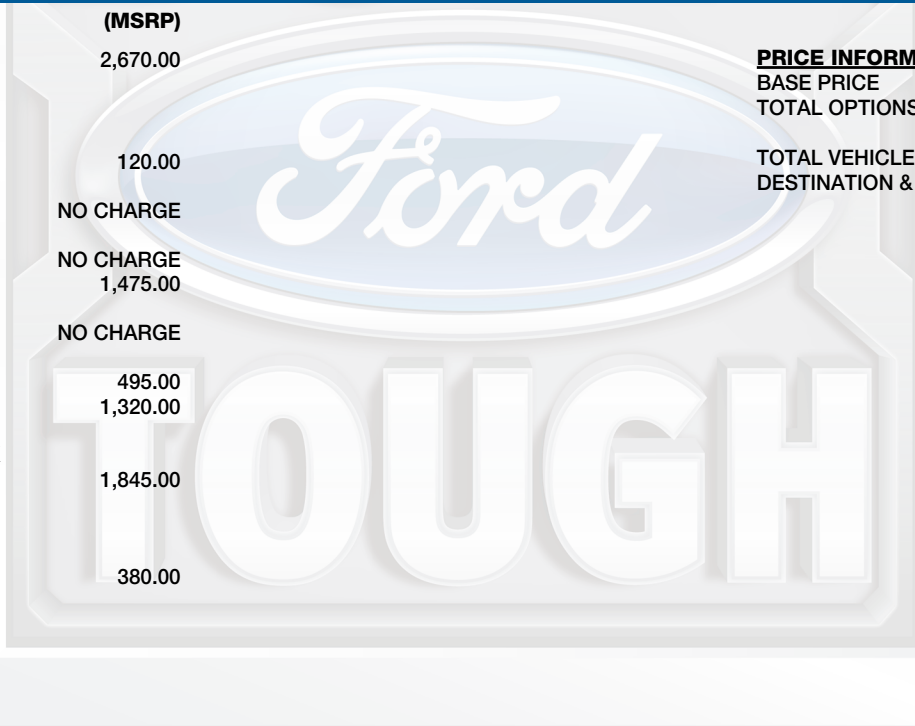 (MSRP)
2,670.00
120.00
NO CHARGE
NO CHARGE
1,475.00
NO CHARGE
495.00
1,320.00
1,845.00
380.00
PRICE INFORM
BASE PRICE
TOTAL OPTIONS
TOTAL VEHICLE
DESTINATION &
Ford
TOUGH